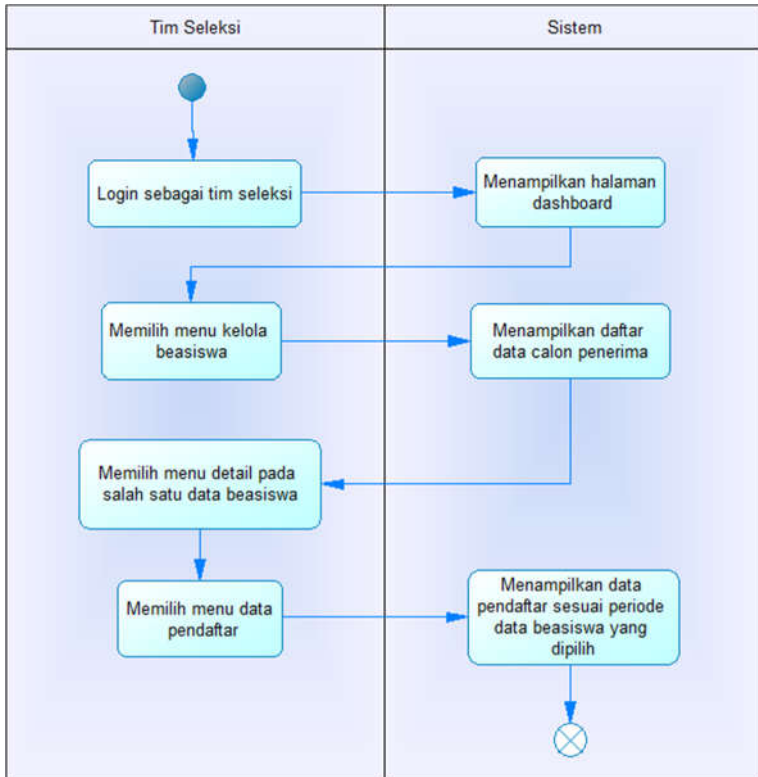 Tim Seleksi
Sistem
Login sebagai tim seleksi
Menampilkan halaman
dashboard
Memilih menu kelola
beasiswa
Menampilkan daftar
data calon penerima
Memilih menu detail pada
salah satu data beasiswa
Memilih menu data
pendaftar
Menampilkan data
pendaftar sesuai periode
data beasiswa yang
dipilih